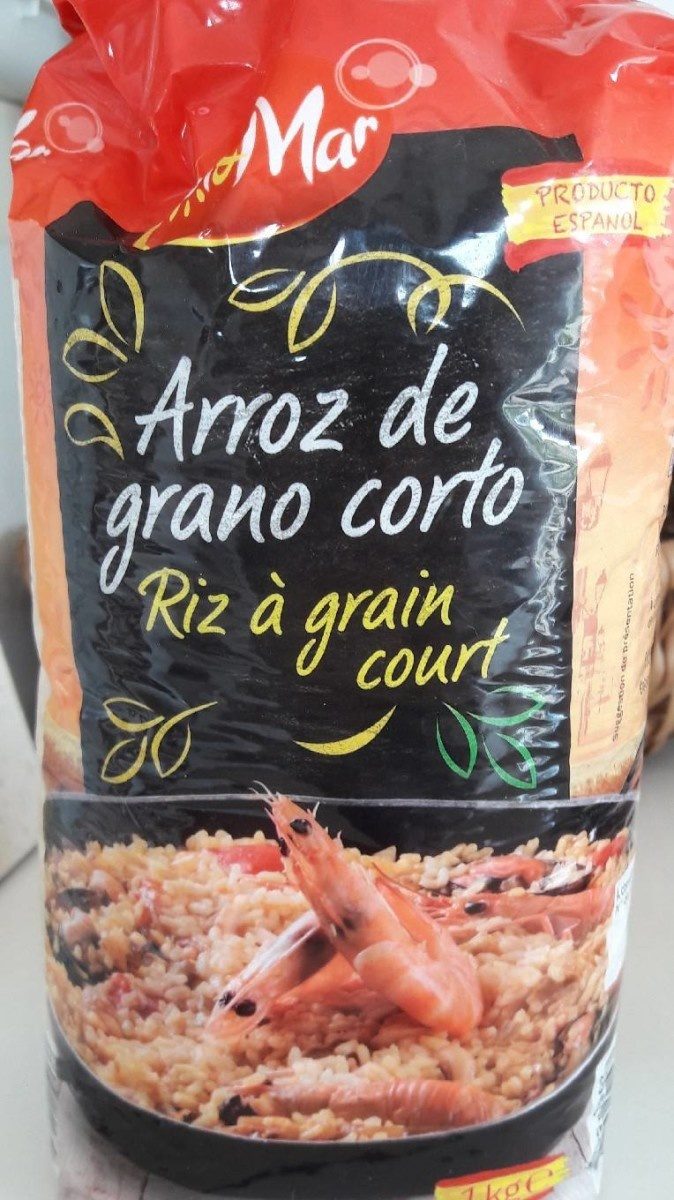 Mar
PRODUCTO
ESPAÑOL
Arroz de
grano corto
Riz à grain
court
Suggestion de présentation
1kg e